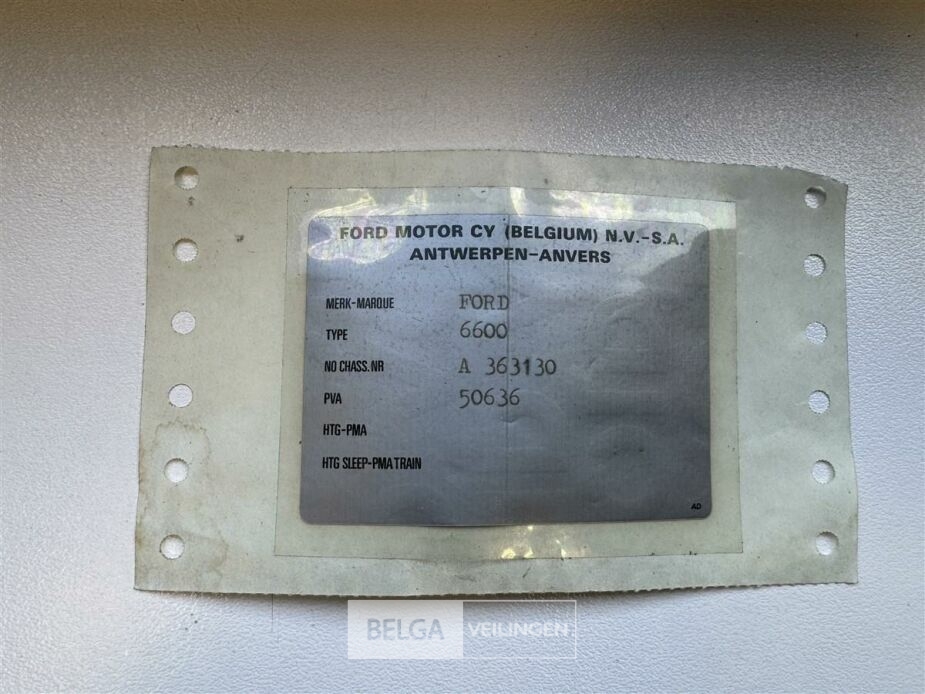 FORD MOTOR CY (BELGIUM) N.V.-S.A.
ANTWERPEN-ANVERS
MERK-MARQUE FORD
TYPE 6600
NO CHASS.NR A 363130
PVA 50636
HTG-PMA
HTG SLEEP-PMA TRAIN
AD
BELGA VEILINGEN